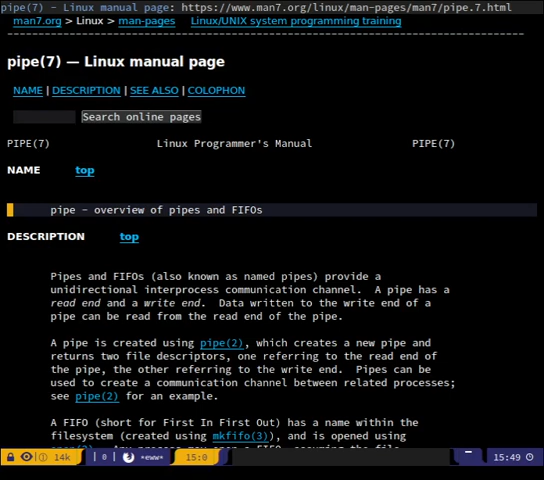 pipe(7) - Linux manual page: https://www.man7.org/linux/man-pages/man7/pipe.7.html
man7.org > Linux > man-pages Linux/UNIX system programming training
pipe(7) — Linux manual page
NAME | DESCRIPTION | SEE ALSO | COLOPHON
Search online pages
PIPE(7) Linux Programmer's Manual PIPE(7)
NAME top
pipe - overview of pipes and FIFOs
DESCRIPTION top
Pipes and FIFOs (also known as named pipes) provide a
unidirectional interprocess communication channel. A pipe has a
read end and a write end. Data written to the write end of a
pipe can be read from the read end of the pipe.
A pipe is created using pipe(2), which creates a new pipe and
returns two file descriptors, one referring to the read end of
the pipe, the other referring to the write end. Pipes can be
used to create a communication channel between related processes;
see pipe(2) for an example.
A FIFO (short for First In First Out) has a name within the
filesystem (created using mkfifo(3)), and is opened using
14k | 0 *eww* 15:0 15:49